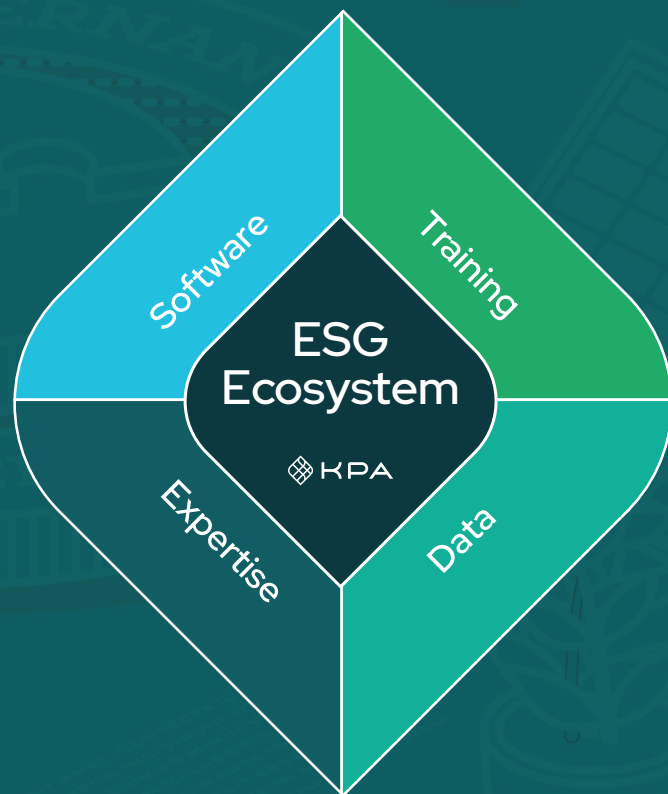 Software
Training
ESG
Ecosystem
KPA
Expertise
Data